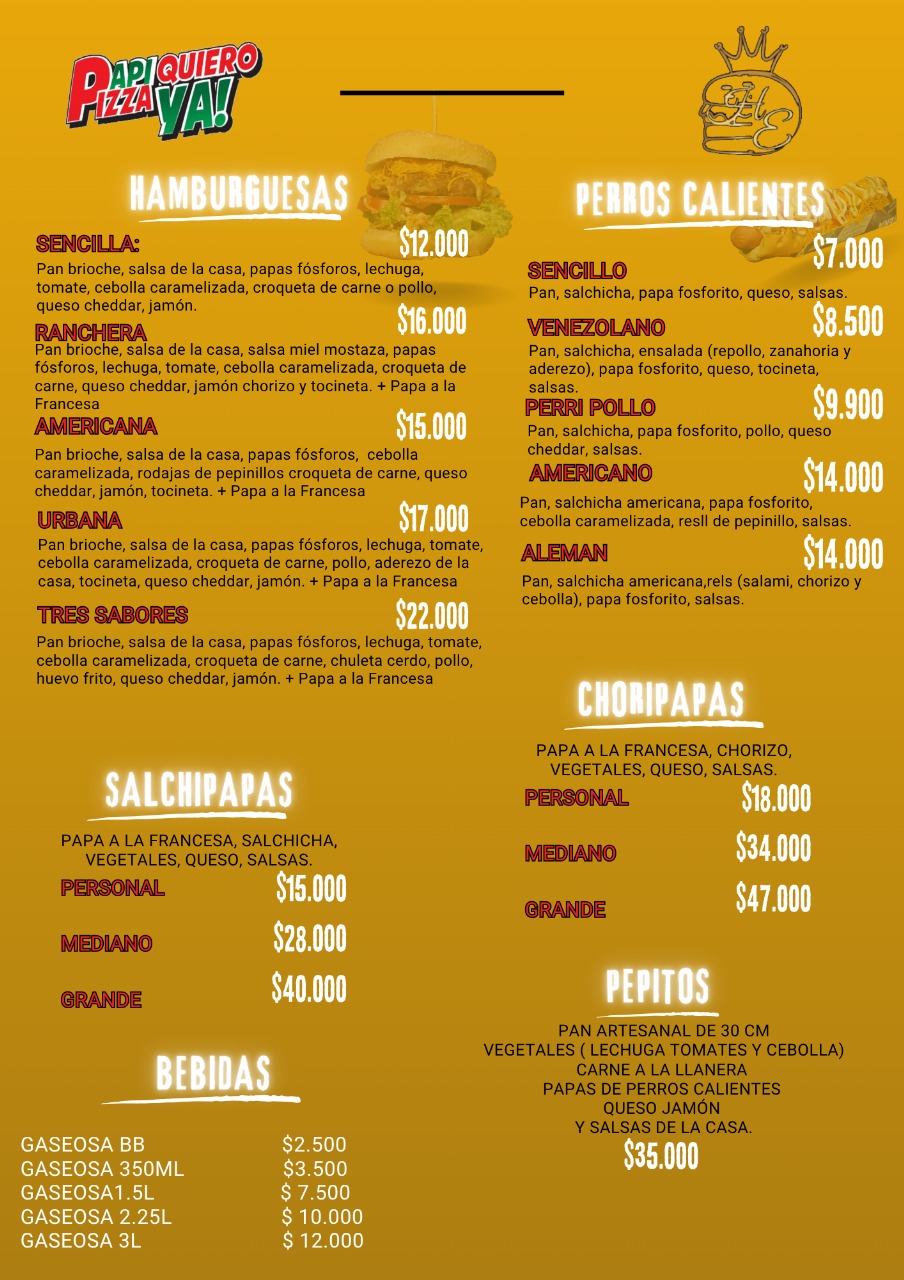 PAPI QUIERO
PIZZA YA!
HE
HAMBURGUESAS
SENCILLA:
$12.000
Pan brioche, salsa de la casa, papas fósforos, lechuga,
tomate, cebolla caramelizada, croqueta de carne o pollo,
queso cheddar, jamón.
RANCHERA
$16.000
Pan brioche, salsa de la casa, salsa miel mostaza, papas
fósforos, lechuga, tomate, cebolla caramelizada, croqueta de
carne, queso cheddar, jamón chorizo y tocineta. + Papa a la
Francesa
AMERICANA
$15.000
Pan brioche, salsa de la casa, papas fósforos, cebolla
caramelizada, rodajas de pepinillos croqueta de carne, queso
cheddar, jamón, tocineta. + Papa a la Francesa
URBANA
$17.000
Pan brioche, salsa de la casa, papas fósforos, lechuga, tomate,
cebolla caramelizada, croqueta de carne, pollo, aderezo de la
casa, tocineta, queso cheddar, jamón. + Papa a la Francesa
TRES SABORES
$22.000
Pan brioche, salsa de la casa, papas fósforos, lechuga, tomate,
cebolla caramelizada, croqueta de carne, chuleta cerdo, pollo,
huevo frito, queso cheddar, jamón. + Papa a la Francesa
SALCHIPAPAS
PAPA A LA FRANCESA, SALCHICHA,
VEGETALES, QUESO, SALSAS.
PERSONAL
$15.000
MEDIANO
$28.000
GRANDE
$40.000
BEBIDAS
GASEOSA BB $2.500
GASEOSA 350ML $3.500
GASEOSA1.5L $ 7.500
GASEOSA 2.25L $ 10.000
GASEOSA 3L $ 12.000
PERROS CALIENTES
SENCILLO
$7.000
Pan, salchicha, papa fosforito, queso, salsas.
VENEZOLANO
$8.500
Pan, salchicha, ensalada (repollo, zanahoria y
aderezo), papa fosforito, queso, tocineta,
salsas.
PERRI POLLO
$9.900
Pan, salchicha, papa fosforito, pollo, queso
cheddar, salsas.
AMERICANO
$14.000
Pan, salchicha americana, papa fosforito,
cebolla caramelizada, resll de pepinillo, salsas.
ALEMAN
$14.000
Pan, salchicha americana,rels (salami, chorizo y
cebolla), papa fosforito, salsas.
CHORIPAPAS
PAPA A LA FRANCESA, CHORIZO,
VEGETALES, QUESO, SALSAS.
PERSONAL
$18.000
MEDIANO
$34.000
GRANDE
$47.000
PEPITOS
PAN ARTESANAL DE 30 CM
VEGETALES ( LECHUGA TOMATES Y CEBOLLA)
CARNE A LA LLANERA
PAPAS DE PERROS CALIENTES
QUESO JAMÓN
Y SALSAS DE LA CASA.
$35.000